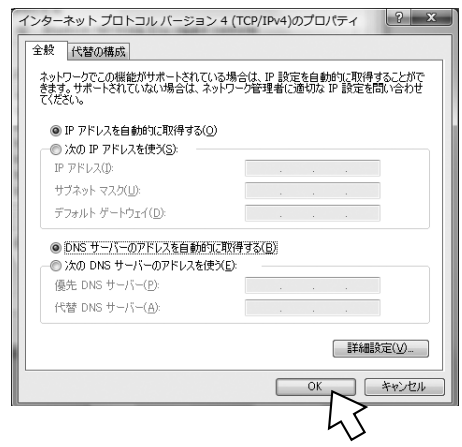 インターネット プロトコル バージョン 4 (TCP/IPv4)のプロパティ
全般 代替の構成
ネットワークでこの機能がサポートされている場合は、IP 設定を自動的に取得することがで
きます。サポートされていない場合は、ネットワーク管理者に適切な IP 設定を問い合わせ
てください。
IP アドレスを自動的に取得する(O)
次の IP アドレスを使う(S):
IP アドレス(I):
サブネット マスク(U):
デフォルト ゲートウェイ(D):
DNS サーバーのアドレスを自動的に取得する(B)
次の DNS サーバーのアドレスを使う(E):
優先 DNS サーバー(P):
代替 DNS サーバー(A):
詳細設定(V)...
OK キャンセル